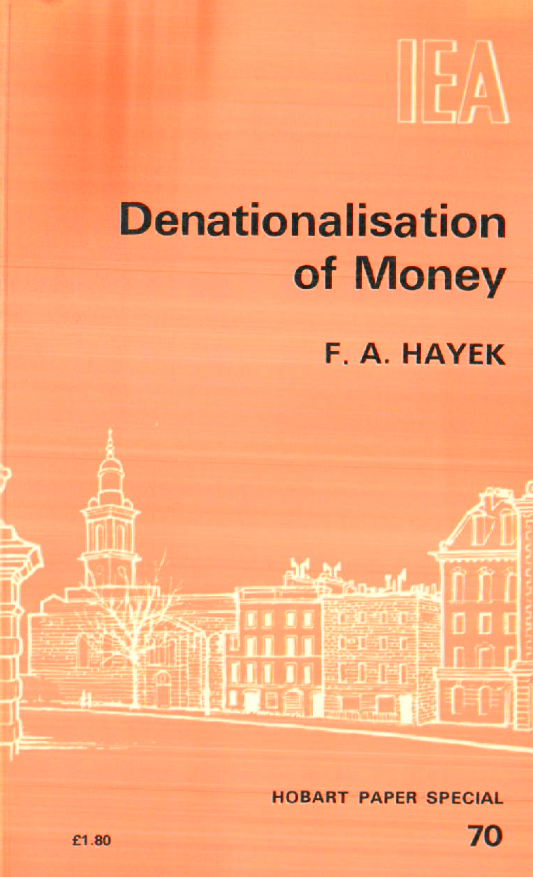 IEA
Denationalisation
of Money
F. A. HAYEK
HOBART PAPER SPECIAL
£1.80
70